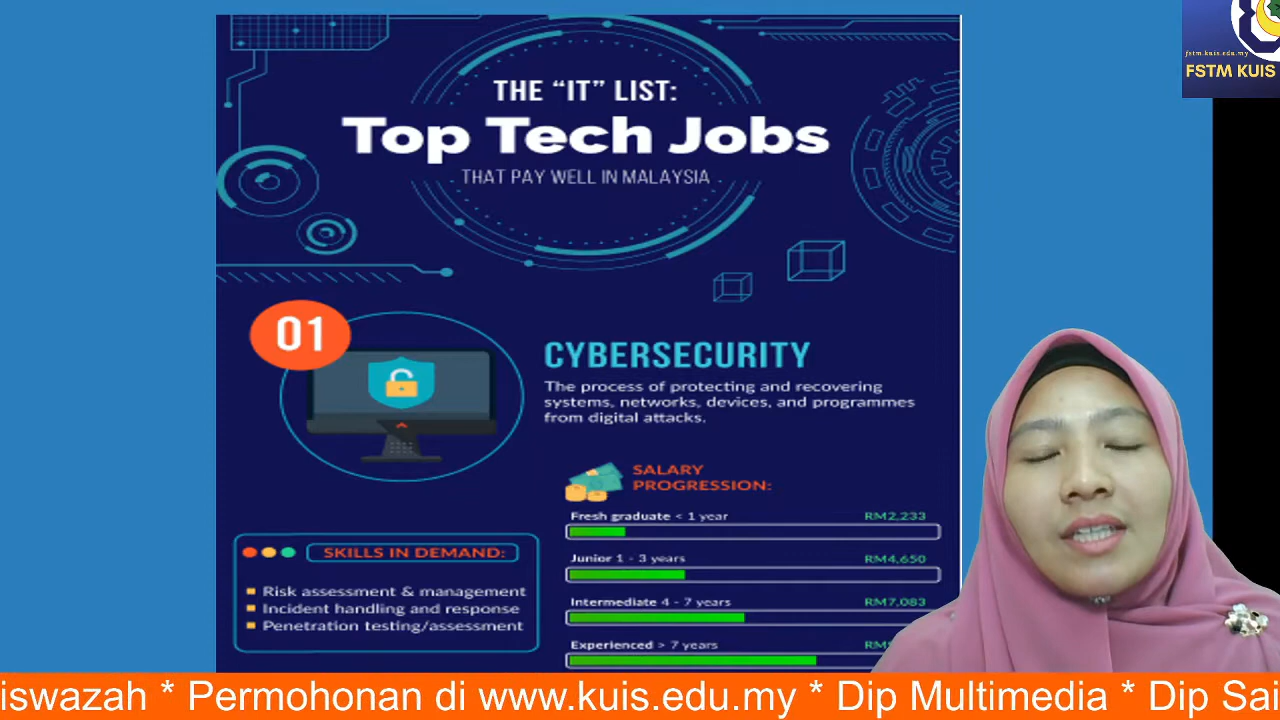 fstm.kuis.edu.my
FSTM KUIS
THE “IT” LIST:
Top Tech Jobs
THAT PAY WELL IN MALAYSIA
01
CYBERSECURITY
The process of protecting and recovering
systems, networks, devices, and programmes
from digital attacks.
SALARY
PROGRESSION:
Fresh graduate < 1 year RM2,233
Junior 1 - 3 years RM4,650
Intermediate 4 - 7 years RM7,083
Experienced > 7 years
SKILLS IN DEMAND:
Risk assessment & management
Incident handling and response
Penetration testing/assessment
iswazah * Permohonan di www.kuis.edu.my * Dip Multimedia * Dip Sai